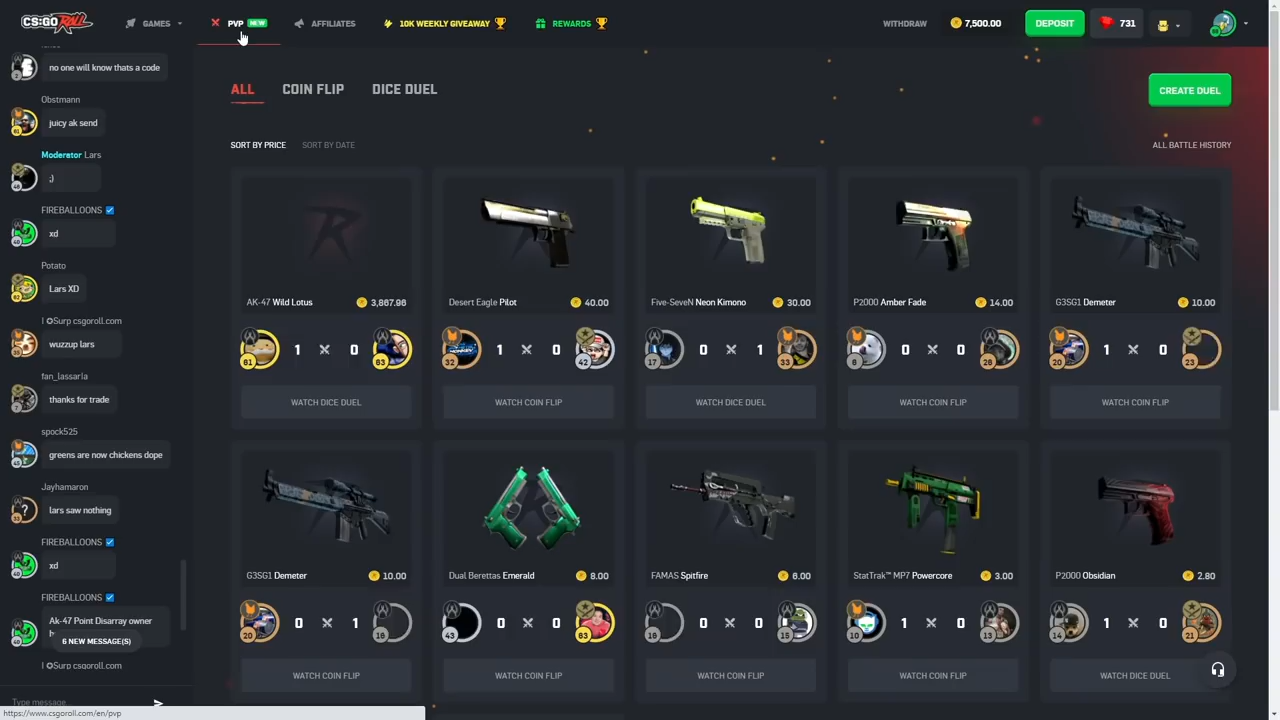 CS:GO ROLL
GAMES
PVP NEW
AFFILIATES
10K WEEKLY GIVEAWAY
REWARDS
WITHDRAW
7,500.00
DEPOSIT
731
no one will know thats a code
Obstmann
juicy ak send
Moderator Lars
;)
FIREBALLOONS
xd
Potato
Lars XD
I ✪Surp csgoroll.com
wuzzup lars
fan_lassarla
thanks for trade
spock525
greens are now chickens dope
Jayhamaron
lars saw nothing
FIREBALLOONS
xd
FIREBALLOONS
Ak-47 Point Disarray owner
6 NEW MESSAGE(S)
I ✪Surp csgoroll.com
Type message
https://www.csgoroll.com/en/pvp
ALL
COIN FLIP
DICE DUEL
CREATE DUEL
SORT BY PRICE
SORT BY DATE
ALL BATTLE HISTORY
AK-47 Wild Lotus 3,867.96
61 1 0 63
WATCH DICE DUEL
Desert Eagle Pilot 40.00
32 1 0 42
WATCH COIN FLIP
Five-SeveN Neon Kimono 30.00
17 0 1 33
WATCH DICE DUEL
P2000 Amber Fade 14.00
6 0 0 26
WATCH COIN FLIP
G3SG1 Demeter 10.00
20 1 0 23
WATCH COIN FLIP
G3SG1 Demeter 10.00
20 0 1 16
WATCH COIN FLIP
Dual Berettas Emerald 8.00
43 0 0 63
WATCH COIN FLIP
FAMAS Spitfire 6.00
16 0 0 15
WATCH COIN FLIP
StatTrak™ MP7 Powercore 3.00
10 1 0 13
WATCH COIN FLIP
P2000 Obsidian 2.80
14 1 0 21
WATCH DICE DUEL